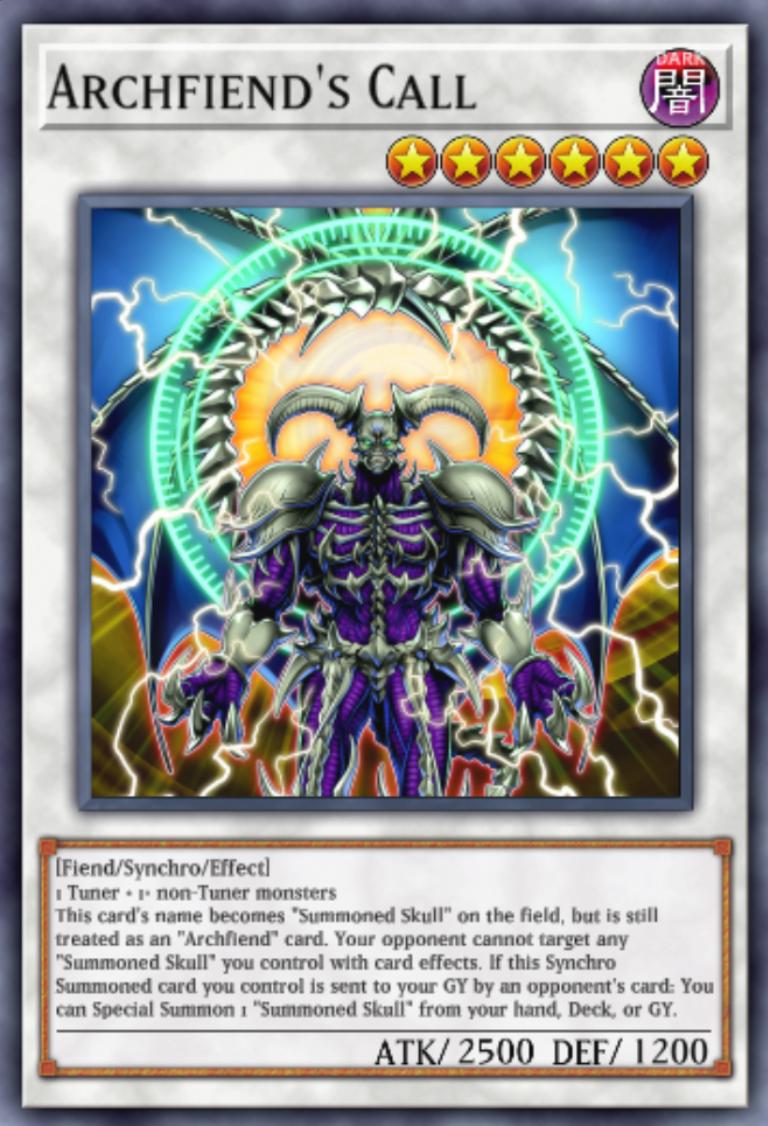 ARCHFIEND'S CALL
DARK
闇
[Fiend/Synchro/Effect]
1 Tuner + 1+ non-Tuner monsters
This card's name becomes "Summoned Skull" on the field, but is still
treated as an "Archfiend" card. Your opponent cannot target any
"Summoned Skull" you control with card effects. If this Synchro
Summoned card you control is sent to your GY by an opponent's card: You
can Special Summon 1 "Summoned Skull" from your hand, Deck, or GY.
ATK/ 2500 DEF/ 1200